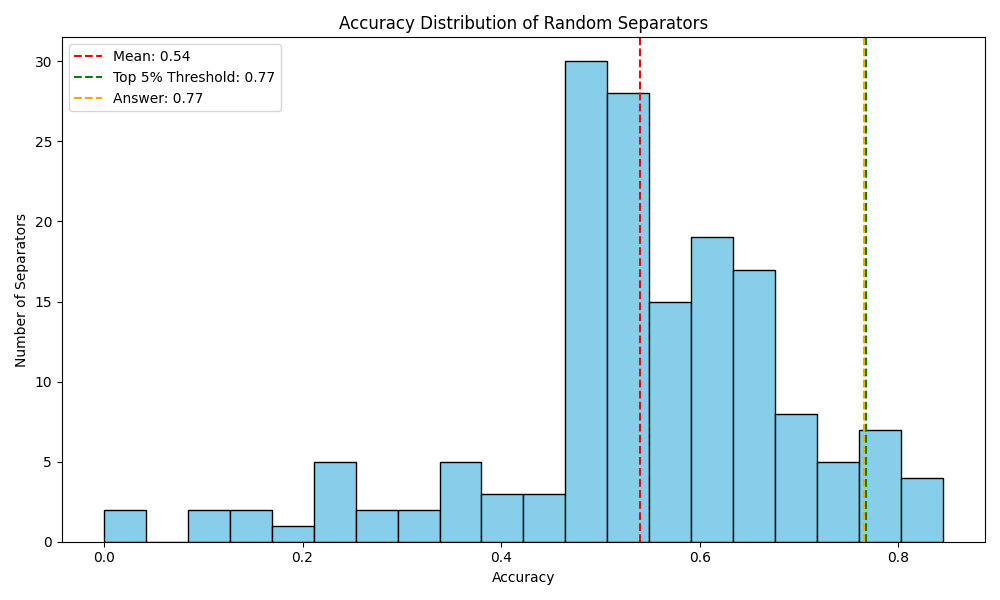 Accuracy Distribution of Random Separators
Mean: 0.54
Top 5% Threshold: 0.77
Answer: 0.77
Number of Separators
30
25
20
15
10
5
0
0.0
0.2
0.4
0.6
0.8
Accuracy